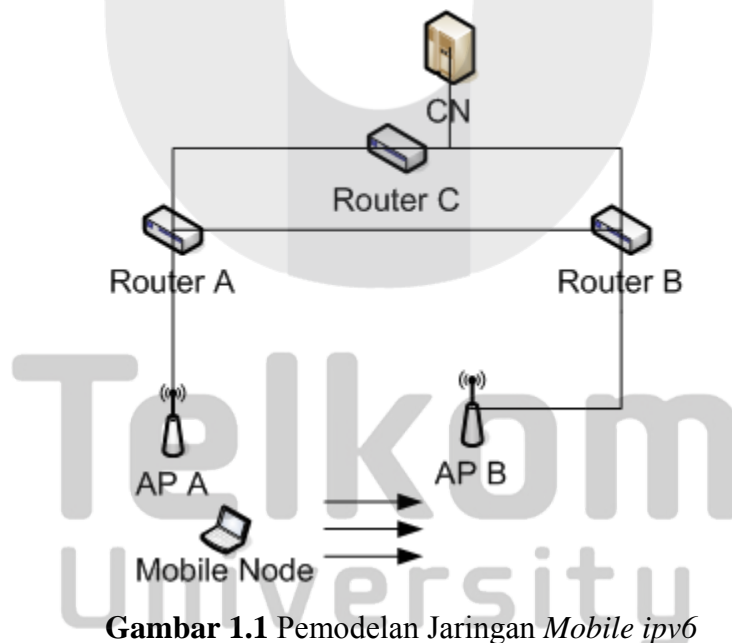 CN
Router C
Router A
Router B
AP A
AP B
Mobile Node
Telkom
University
Gambar 1.1 Pemodelan Jaringan Mobile ipv6